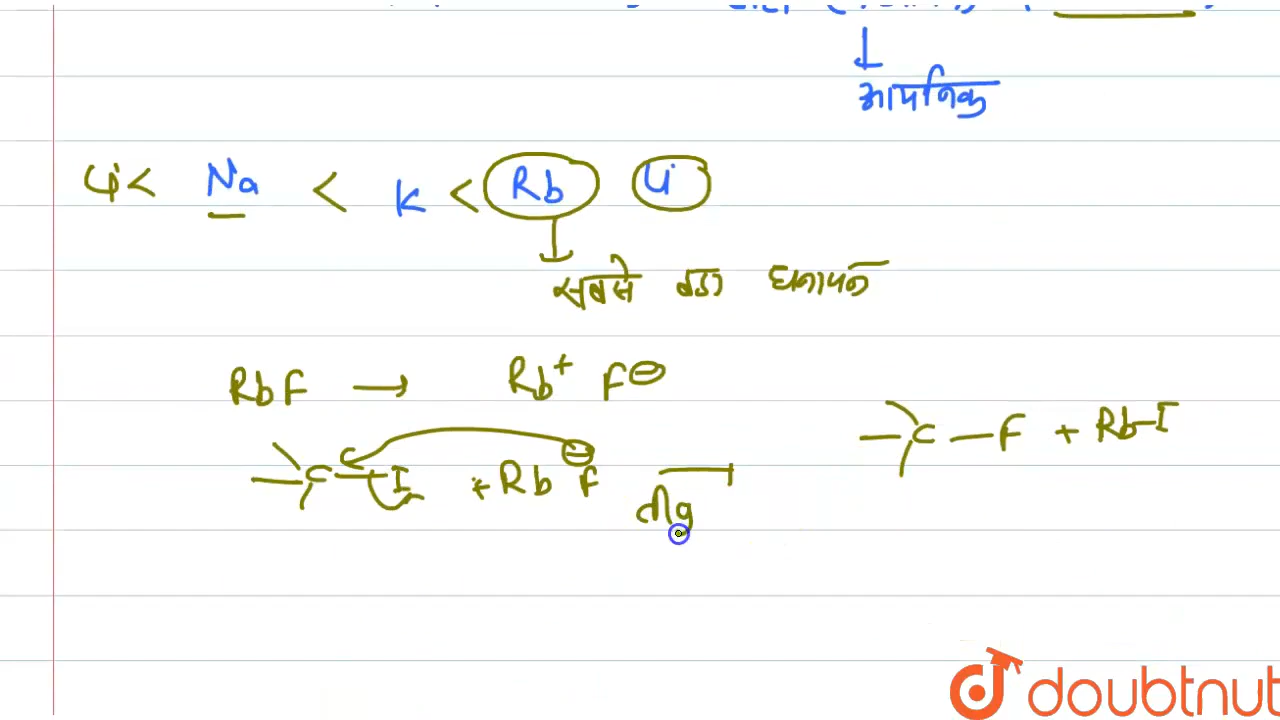 आयनिक
Li < Na < K < Rb Li
सबसे बड़ा धनायन
RbF → Rb⁺ F⊖
C I + Rb F⊖ तीव्र C — F + Rb-I
doubtnut